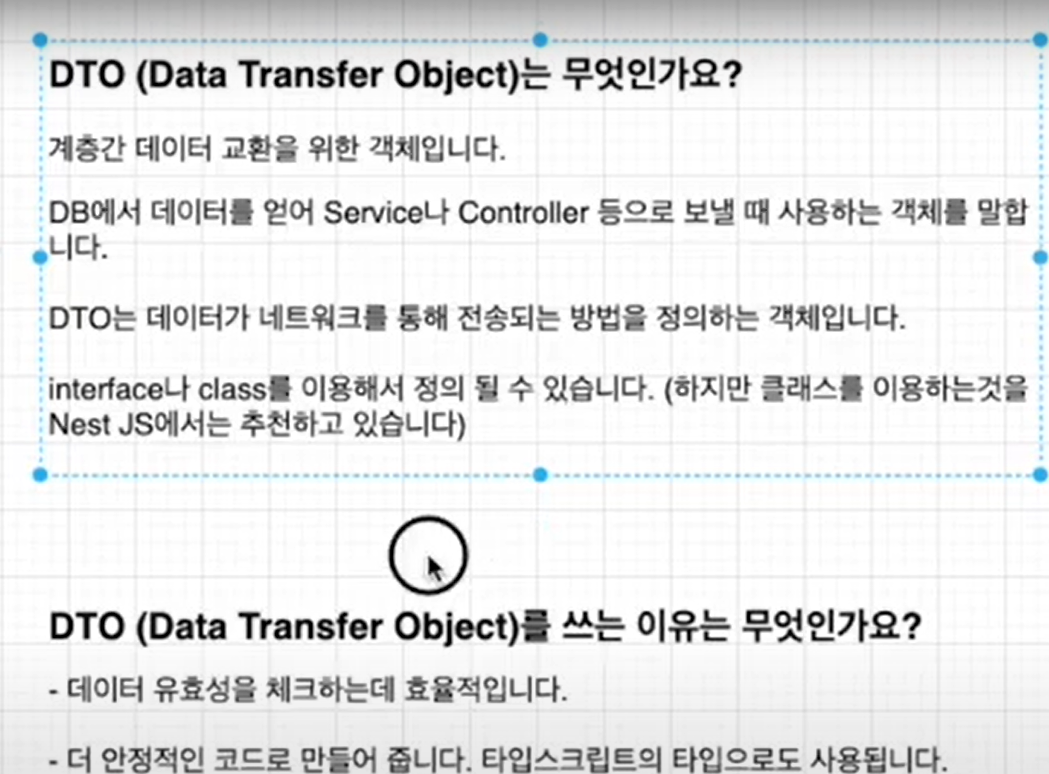 DTO (Data Transfer Object)는 무엇인가요?
계층간 데이터 교환을 위한 객체입니다.
DB에서 데이터를 얻어 Service나 Controller 등으로 보낼 때 사용하는 객체를 말합
니다.
DTO는 데이터가 네트워크를 통해 전송되는 방법을 정의하는 객체입니다.
interface나 class를 이용해서 정의 될 수 있습니다. (하지만 클래스를 이용하는것을
Nest JS에서는 추천하고 있습니다)
DTO (Data Transfer Object)를 쓰는 이유는 무엇인가요?
- 데이터 유효성을 체크하는데 효율적입니다.
- 더 안정적인 코드로 만들어 줍니다. 타입스크립트의 타입으로도 사용됩니다.